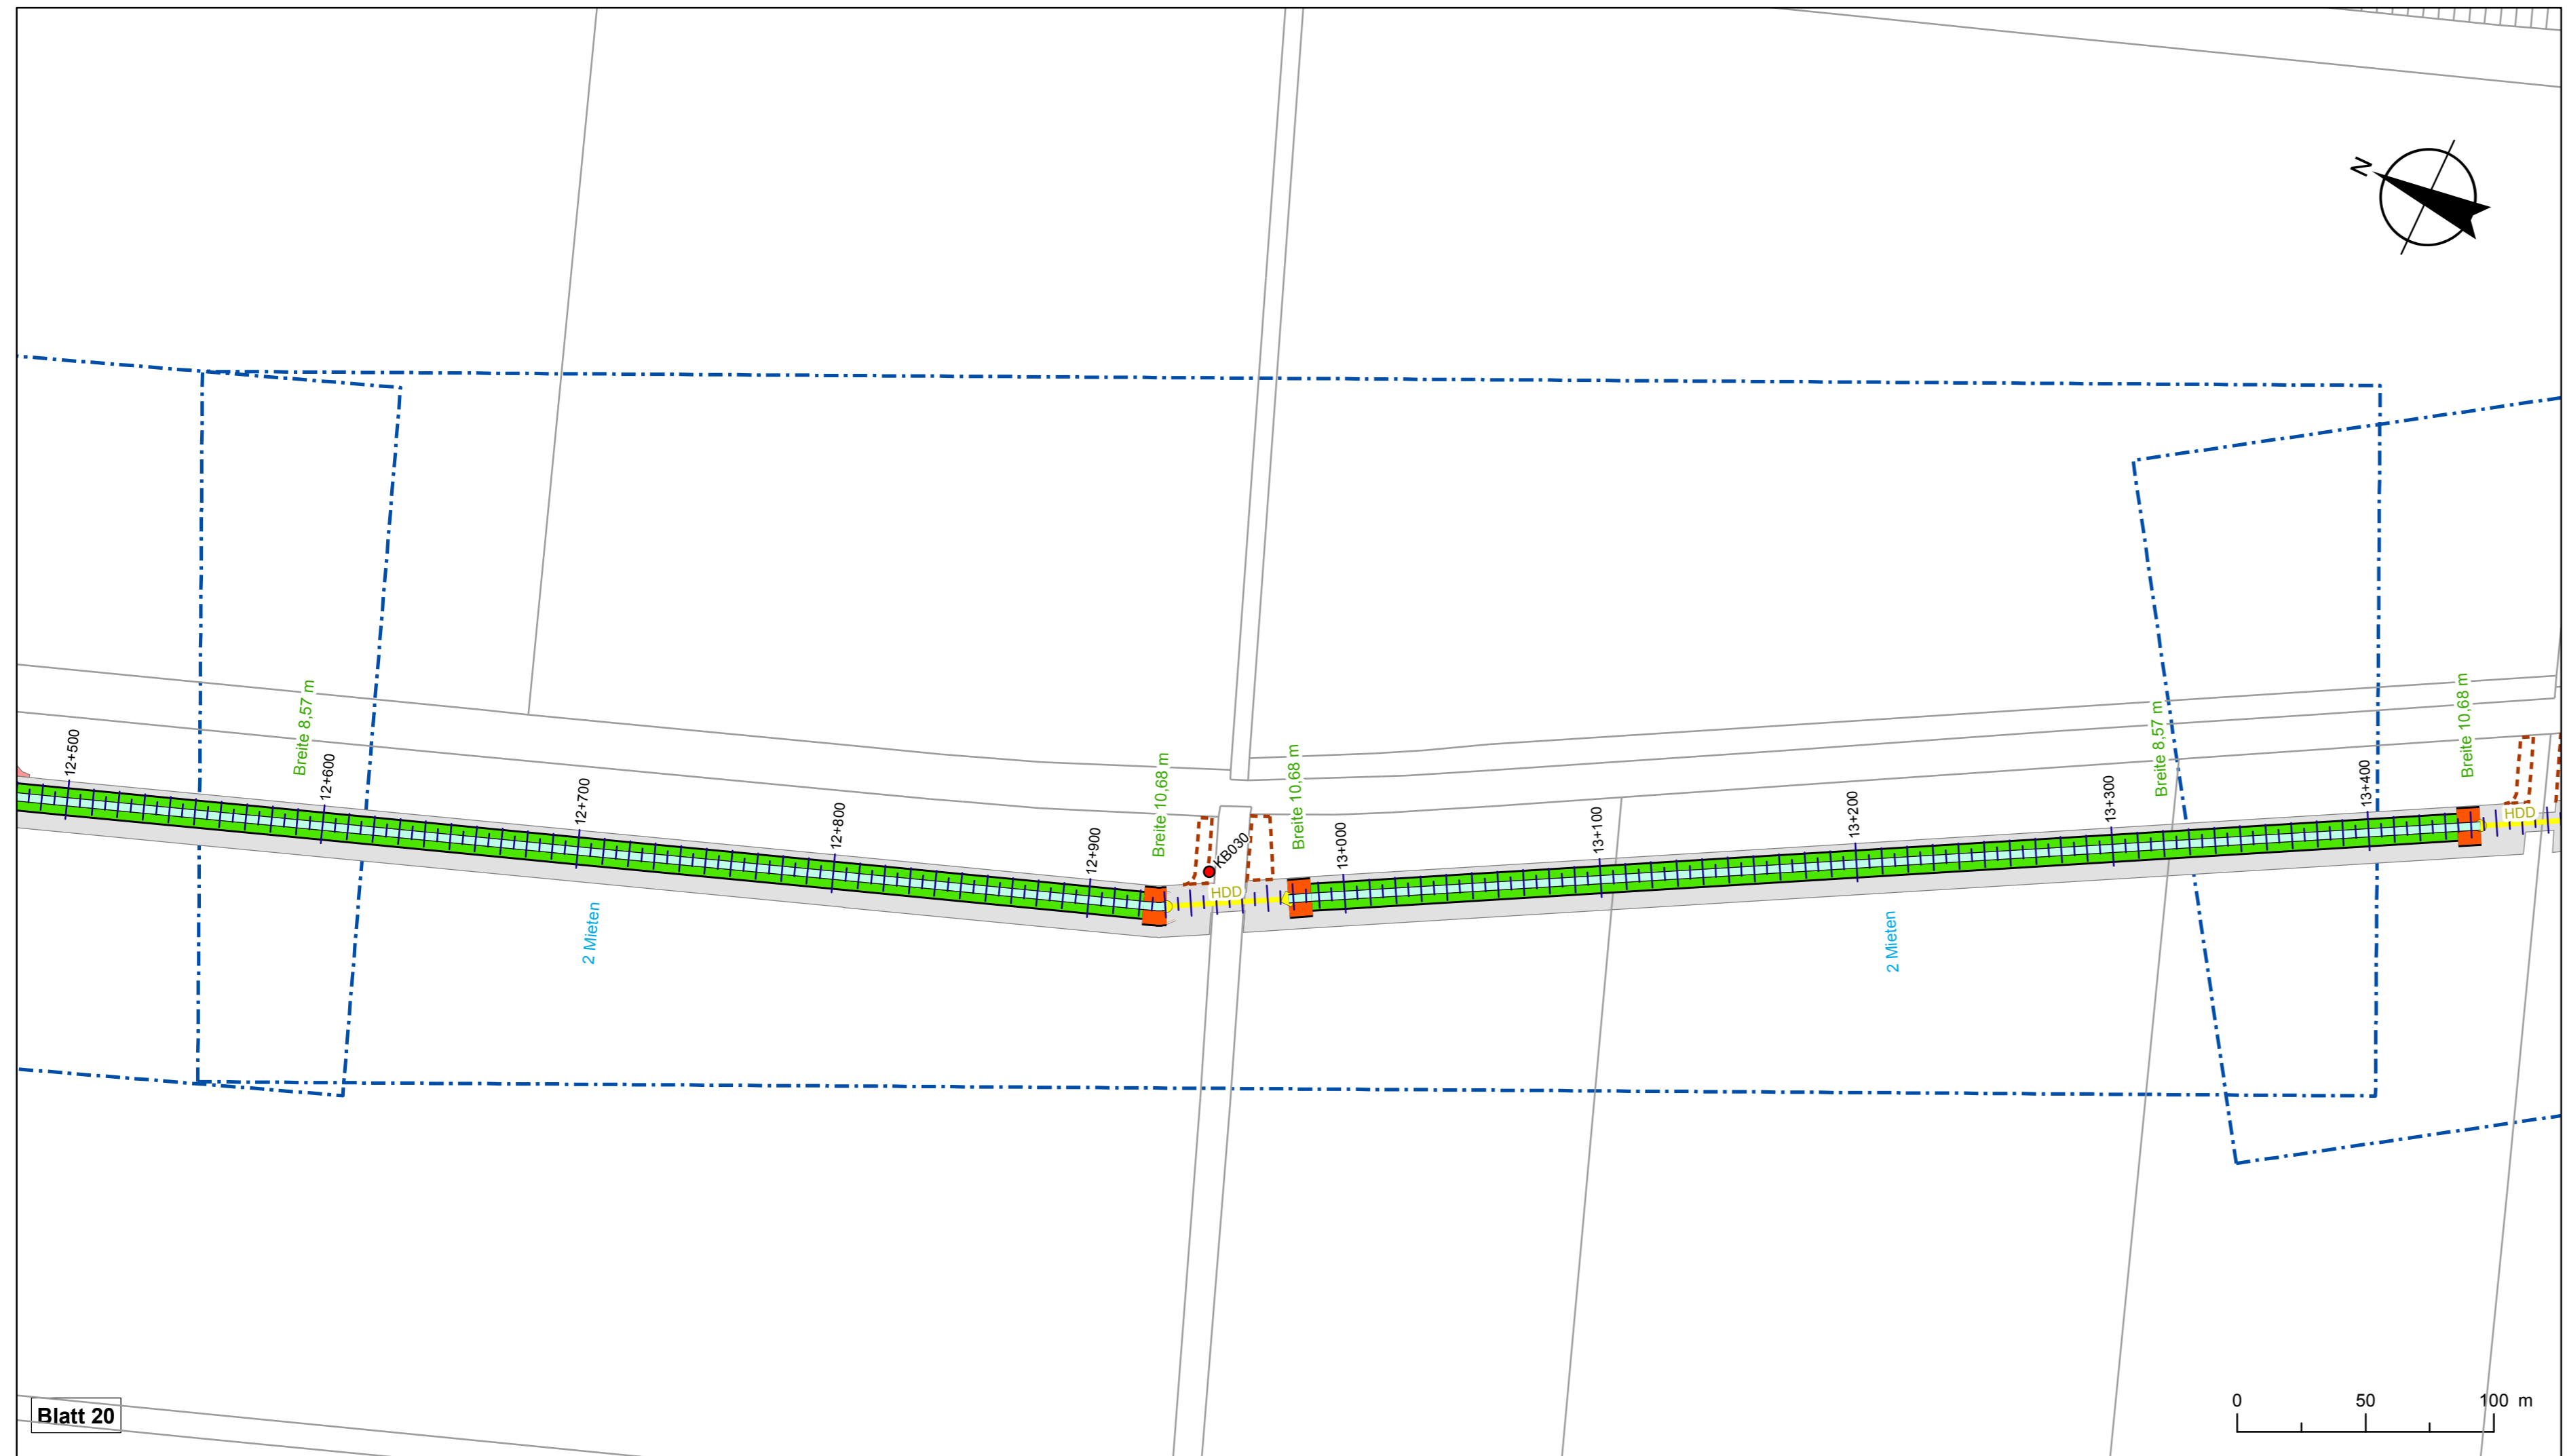 N
Breite 8,57 m
12+500
12+600
12+700
12+800
12+900
Breite 10,68 m
KB030
HDD
Breite 10,68 m
13+000
13+100
13+200
13+300
Breite 8,57 m
13+400
Breite 10,68 m
HDD
2 Mieten
2 Mieten
Blatt 20
0 50 100 m